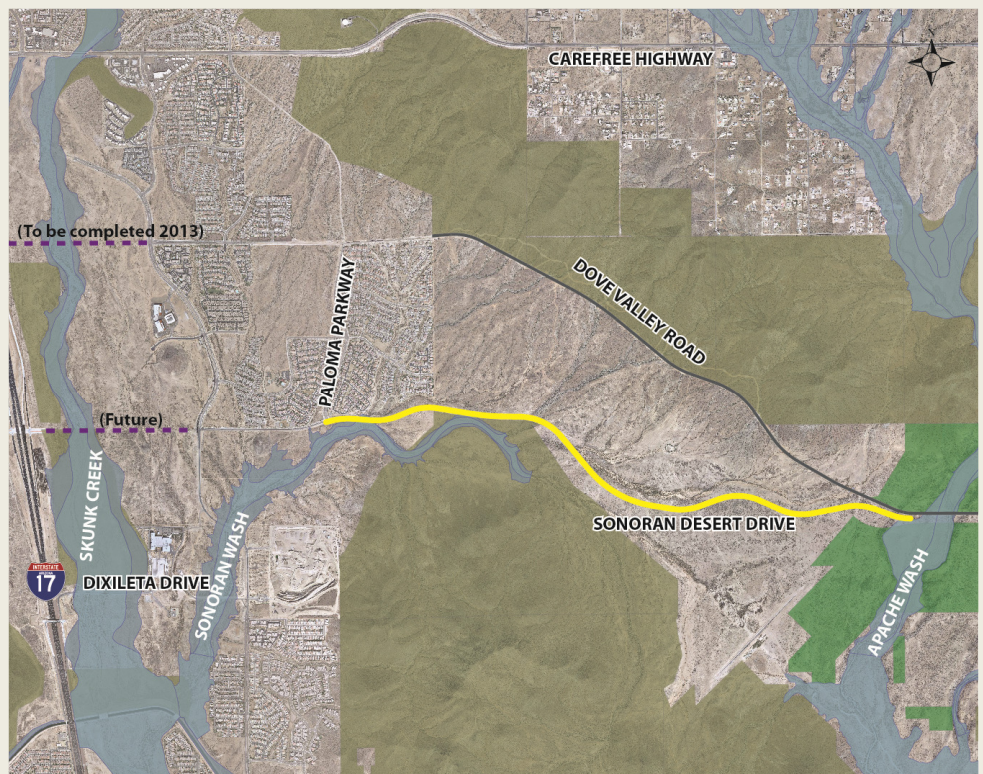 CAREFREE HIGHWAY
(To be completed 2013)
PALOMA PARKWAY
DOVE VALLEY ROAD
(Future)
SKUNK CREEK
SONORAN WASH
SONORAN DESERT DRIVE
INTERSTATE
17
DIXILETA DRIVE
APACHE WASH